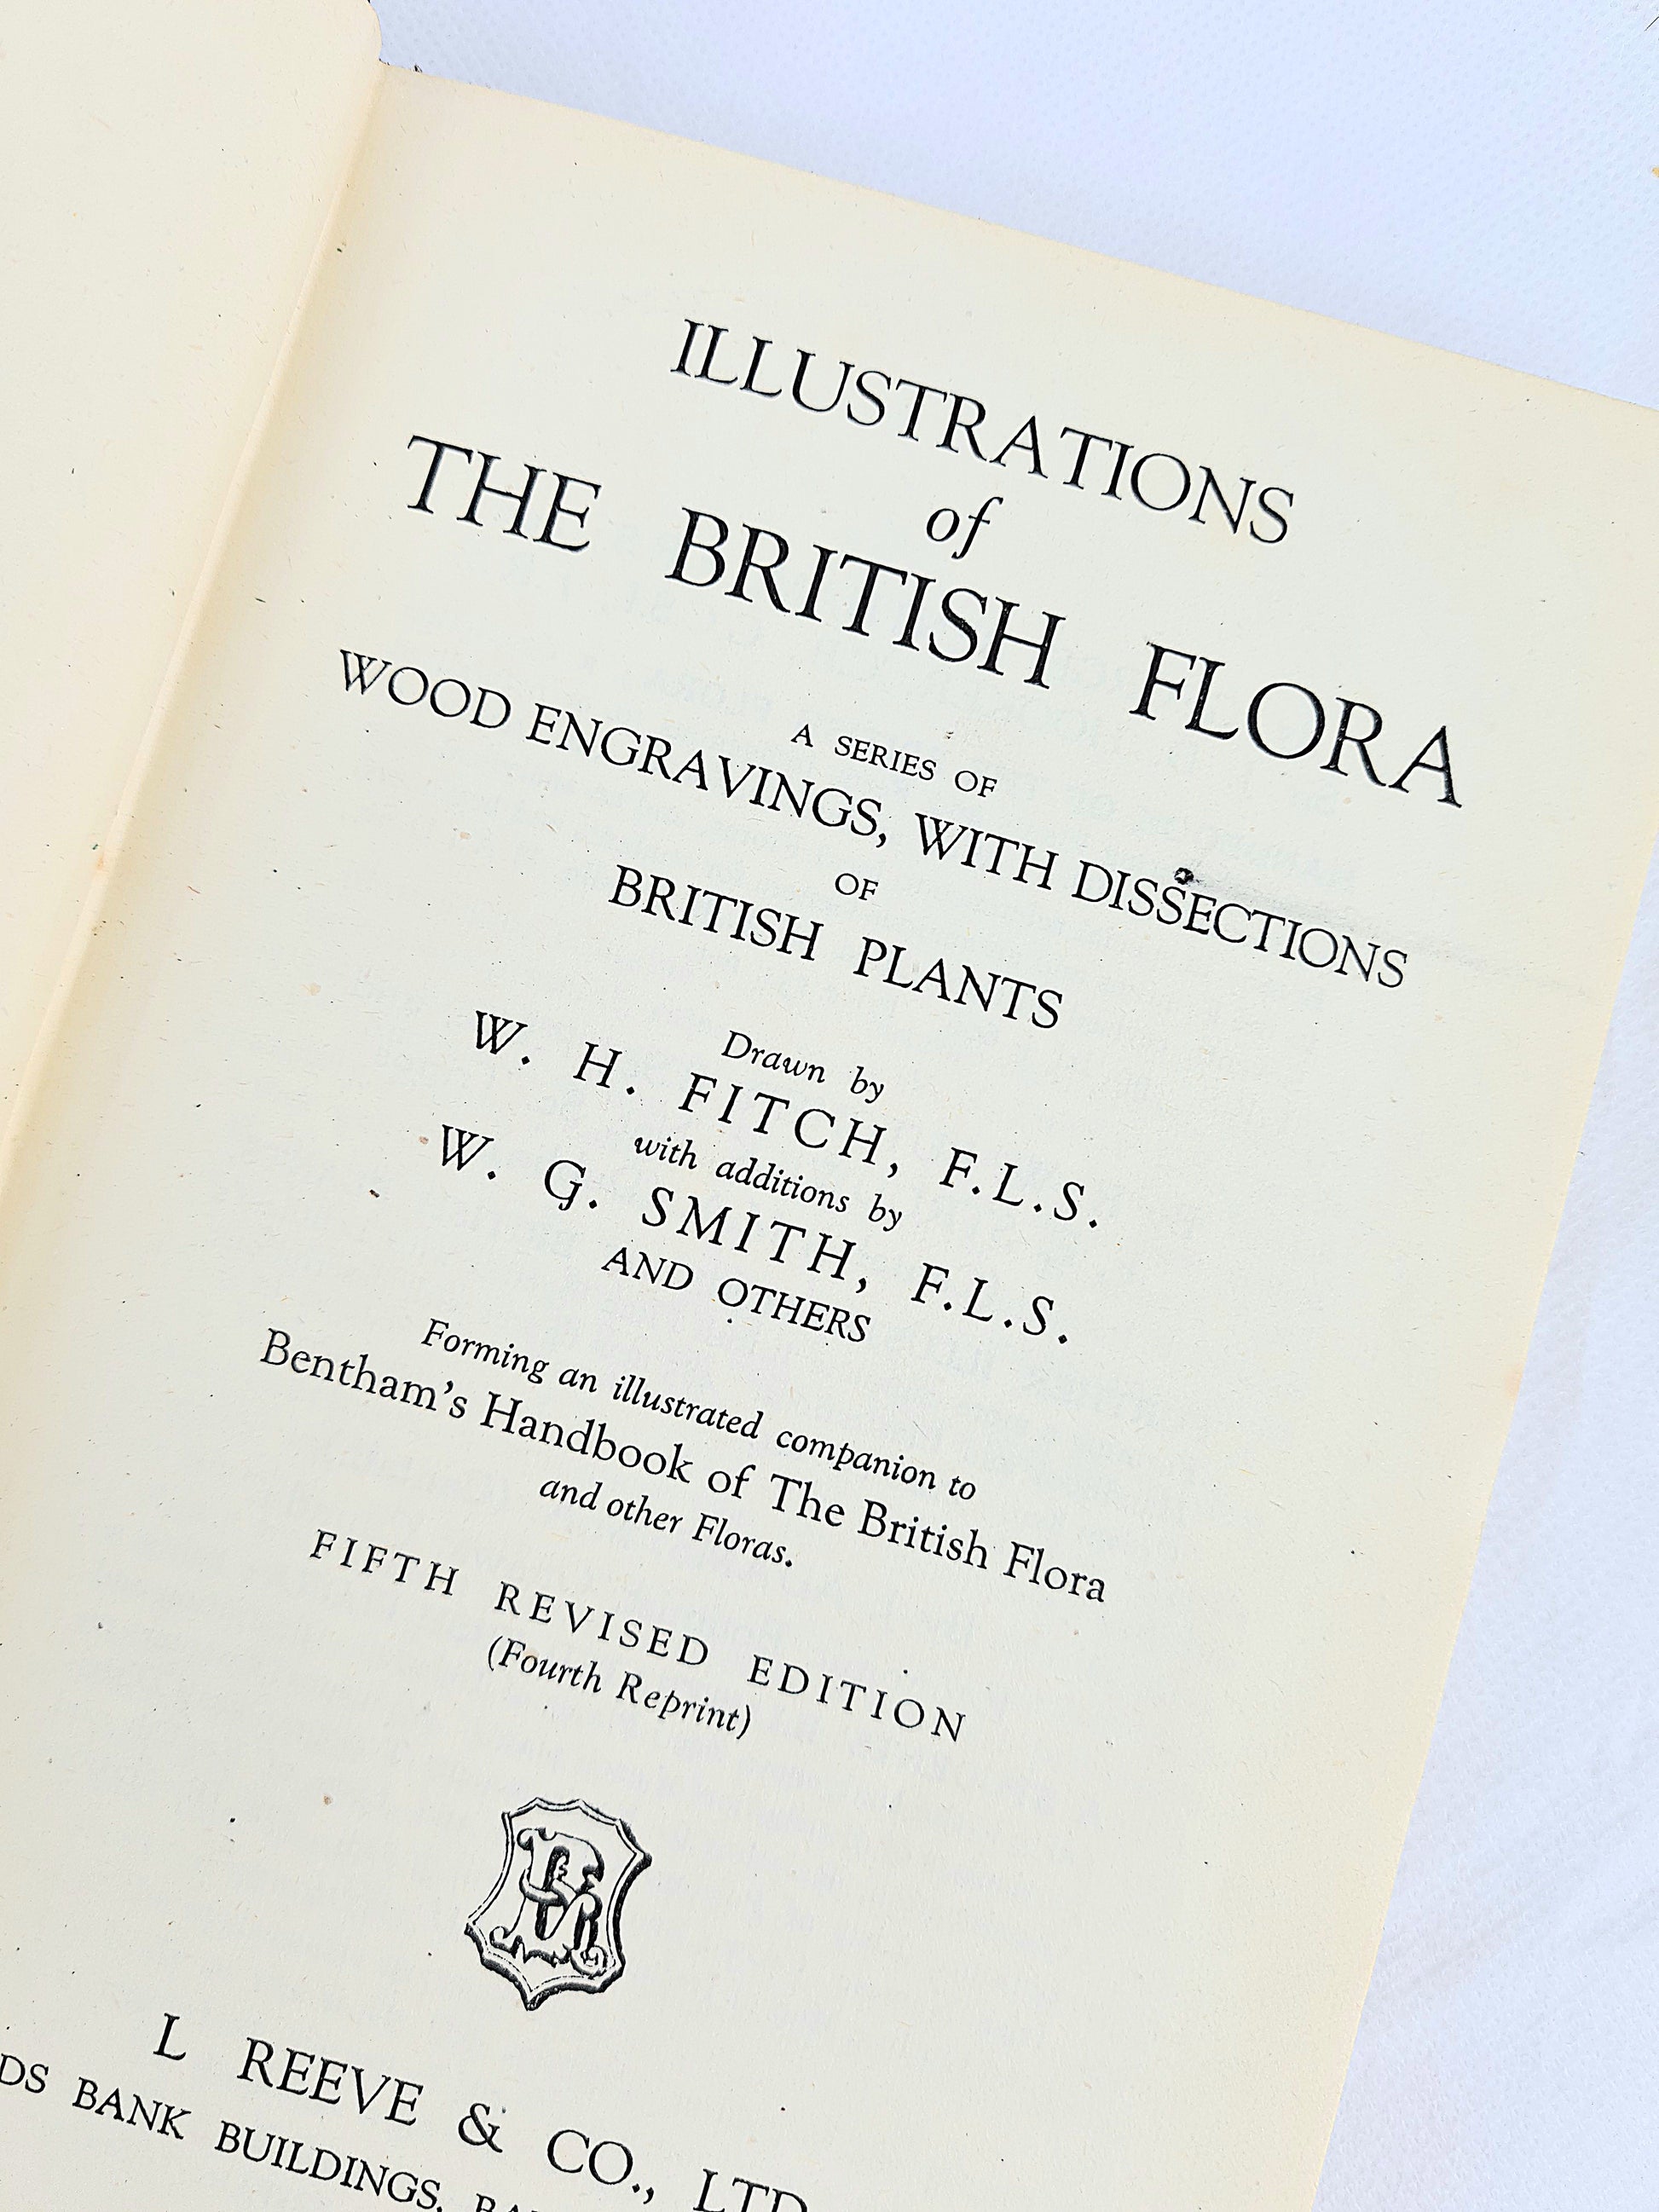 ILLUSTRATIONS
of
THE BRITISH FLORA
A SERIES OF
WOOD ENGRAVINGS, WITH DISSECTIONS
OF
BRITISH PLANTS
Drawn by
W. H. FITCH, F.L.S.
with additions by
W. G. SMITH, F.L.S.
AND OTHERS
Forming an illustrated companion to
Bentham's Handbook of The British Flora
and other Floras.
FIFTH REVISED EDITION
(Fourth Reprint)
L REEVE & CO., LTD
BANK BUILDINGS,